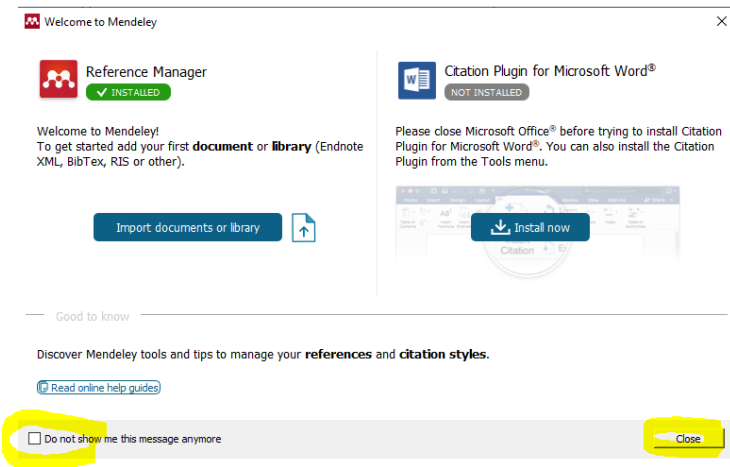 Welcome to Mendeley
Reference Manager
INSTALLED
Welcome to Mendeley!
To get started add your first document or library (Endnote
XML, BibTex, RIS or other).
Import documents or library
Citation Plugin for Microsoft Word®
NOT INSTALLED
Please close Microsoft Office® before trying to install Citation
Plugin for Microsoft Word®. You can also install the Citation
Plugin from the Tools menu.
Install now
Citation
Good to know
Discover Mendeley tools and tips to manage your references and citation styles.
Read online help guides
Do not show me this message anymore
Close